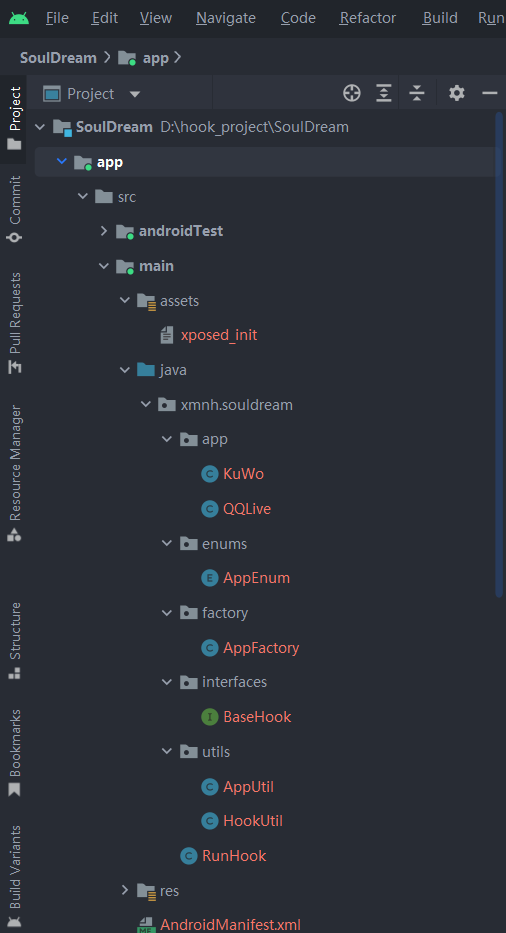 File Edit View Navigate Code Refactor Build Run
SoulDream app
Project
SoulDream D:\hook_project\SoulDream
app
src
androidTest
main
assets
xposed_init
java
xmnh.souldream
app
KuWo
QQLive
enums
AppEnum
factory
AppFactory
interfaces
BaseHook
utils
AppUtil
HookUtil
RunHook
res
AndroidManifest.xml
Project
Commit
Pull Requests
Resource Manager
Structure
Bookmarks
Build Variants